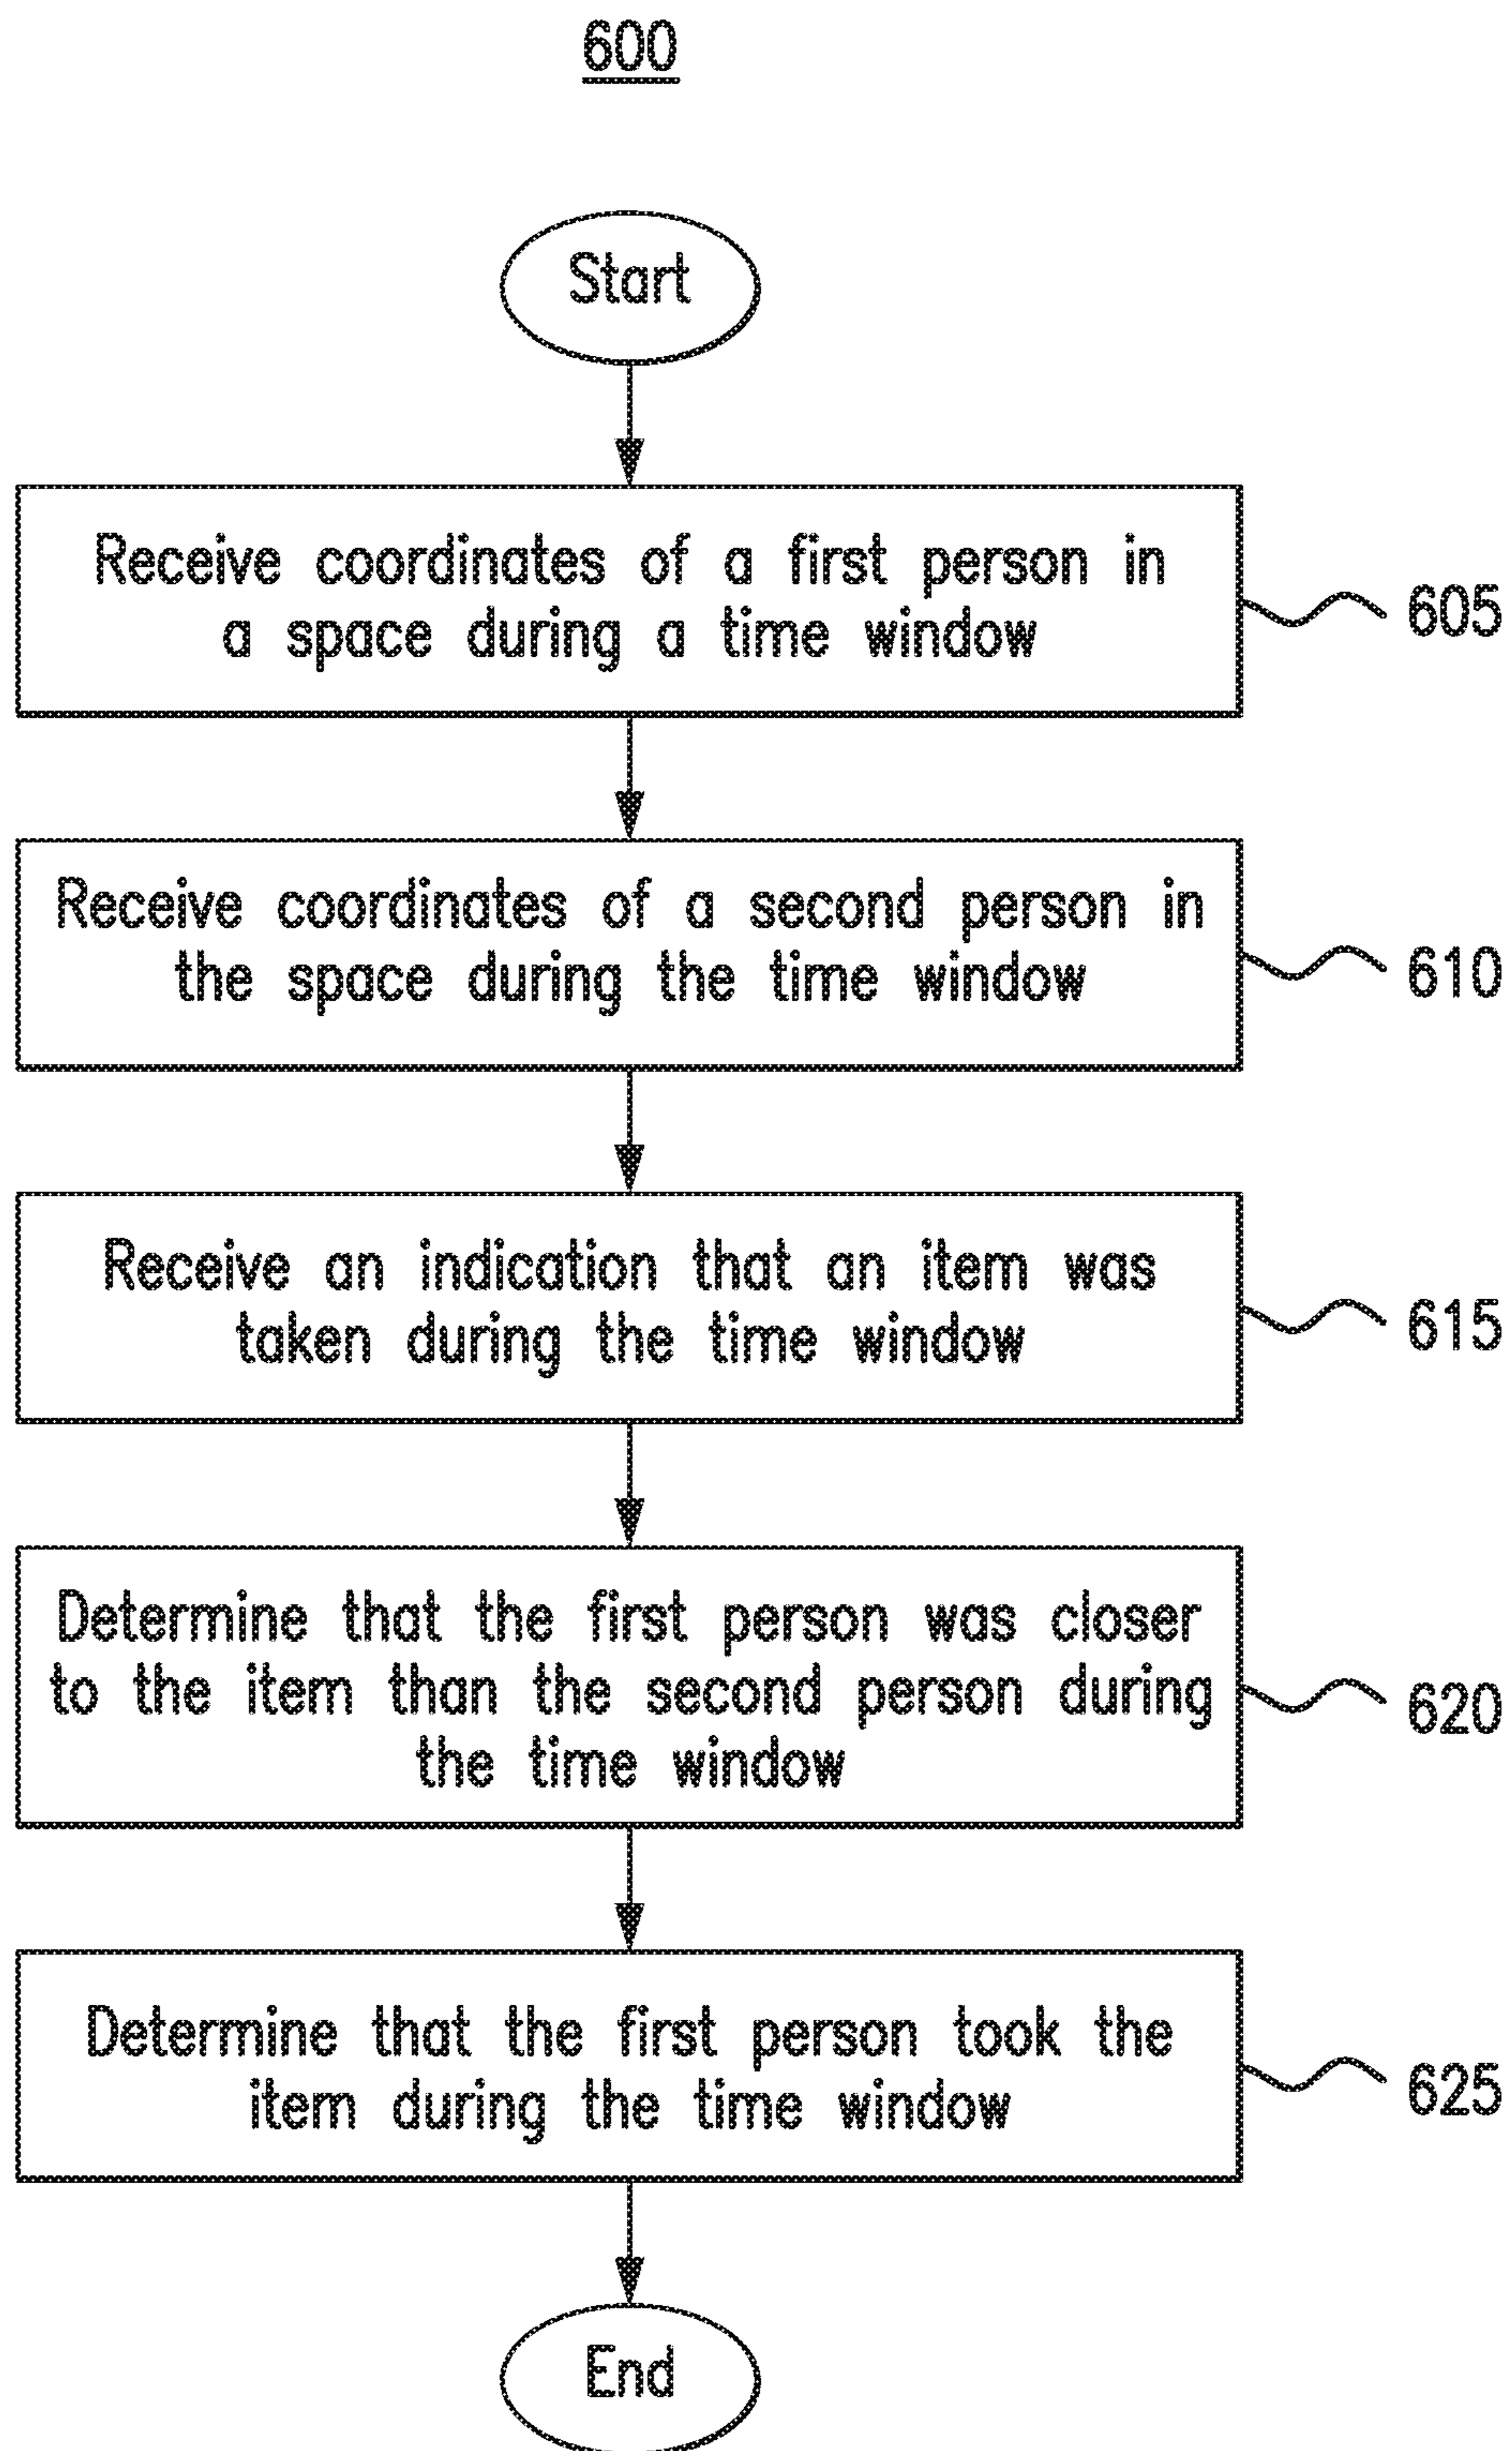 600
Start
Receive coordinates of a first person in
a space during a time window
605
Receive coordinates of a second person in
the space during the time window
610
Receive an indication that an item was
taken during the time window
615
Determine that the first person was closer
to the item than the second person during
the time window
620
Determine that the first person took the
item during the time window
625
End